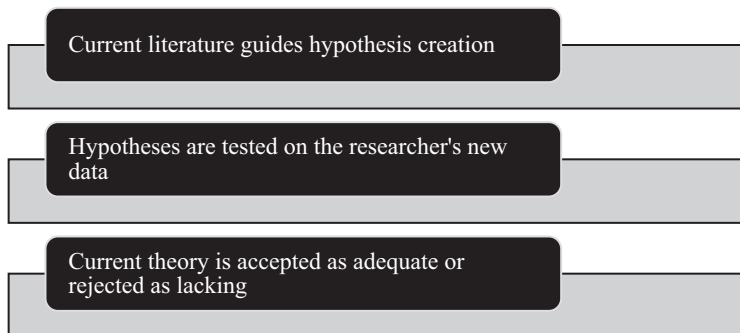 Current literature guides hypothesis creation
Hypotheses are tested on the researcher's new
data
Current theory is accepted as adequate or
rejected as lacking